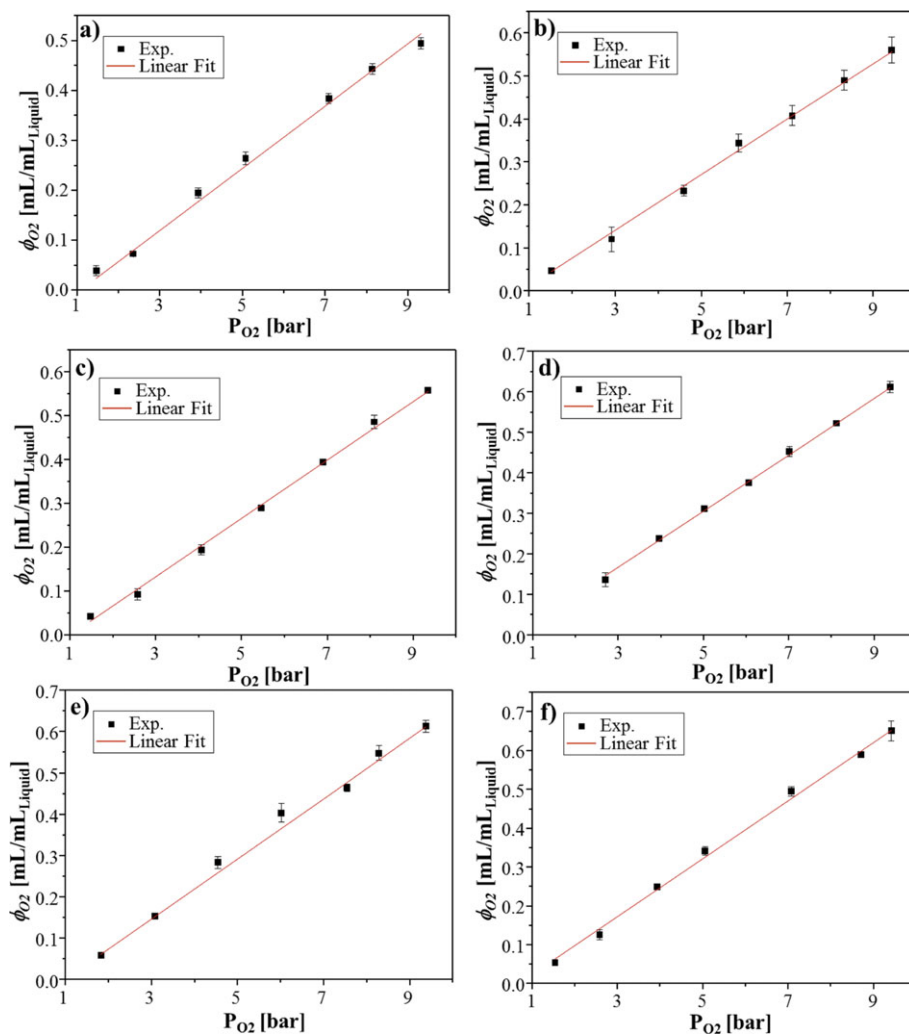 a)
Exp.
Linear Fit
0.5
0.4
0.3
0.2
0.1
0.0
ϕO2 [mL/mLLiquid]
1 3 5 7 9
PO2 [bar]
b)
Exp.
Linear Fit
0.6
0.5
0.4
0.3
0.2
0.1
0.0
ϕO2 [mL/mLLiquid]
1 3 5 7 9
PO2 [bar]
c)
Exp.
Linear Fit
0.6
0.5
0.4
0.3
0.2
0.1
0.0
ϕO2 [mL/mLLiquid]
1 3 5 7 9
PO2 [bar]
d)
Exp.
Linear Fit
0.7
0.6
0.5
0.4
0.3
0.2
0.1
0.0
ϕO2 [mL/mLLiquid]
1 3 5 7 9
PO2 [bar]
e)
Exp.
Linear Fit
0.7
0.6
0.5
0.4
0.3
0.2
0.1
0.0
ϕO2 [mL/mLLiquid]
1 3 5 7 9
PO2 [bar]
f)
Exp.
Linear Fit
0.7
0.6
0.5
0.4
0.3
0.2
0.1
0.0
ϕO2 [mL/mLLiquid]
1 3 5 7 9
PO2 [bar]